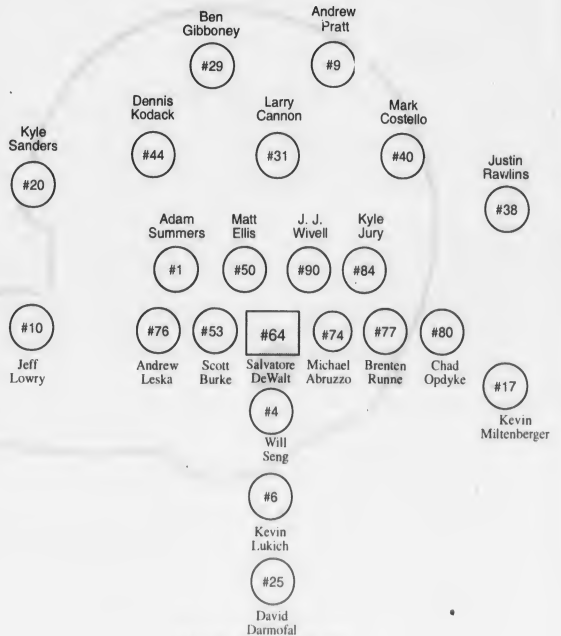 Ben
Gibboney
#29
Andrew
Pratt
#9
Dennis
Kodack
#44
Larry
Cannon
#31
Mark
Costello
#40
Kyle
Sanders
#20
Justin
Rawlins
#38
Adam
Summers
#1
Matt
Ellis
#50
J. J.
Wivell
#90
Kyle
Jury
#84
#10
Jeff
Lowry
#76
Andrew
Leska
#53
Scott
Burke
#64
Salvatore
DeWalt
#74
Michael
Abruzzo
#77
Brenten
Runne
#80
Chad
Opdyke
#17
Kevin
Miltenberger
#4
Will
Seng
#6
Kevin
Lukich
#25
David
Darmofal